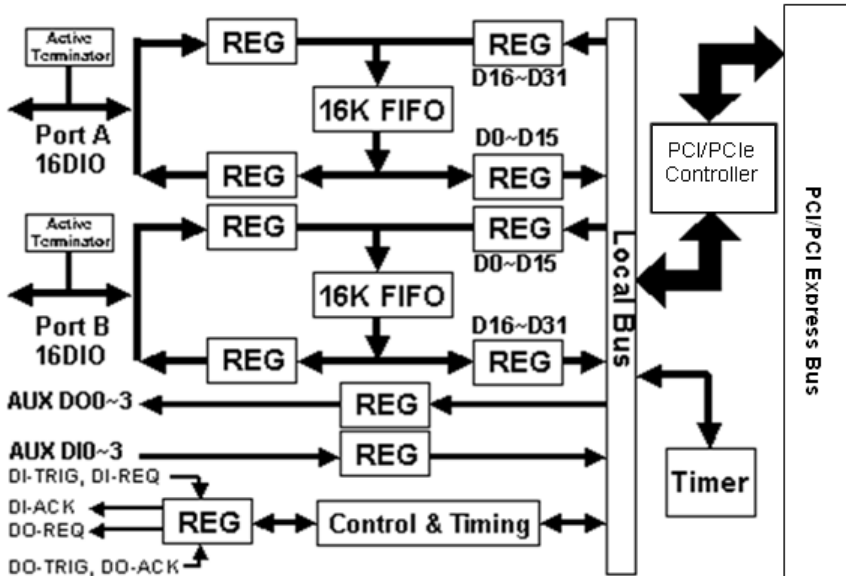 Active
Terminator
REG
REG
D16~D31
Port A
16DIO
16K FIFO
D0~D15
REG
REG
PCI/PCIe
Controller
PCI/PCI Express Bus
Local Bus
Active
Terminator
REG
REG
D0~D15
Port B
16DIO
16K FIFO
D16~D31
REG
REG
AUX DO0~3
REG
AUX DI0~3
REG
DI-TRIG, DI-REQ
DI-ACK
DO-REQ
DO-TRIG, DO-ACK
REG
Control & Timing
Timer